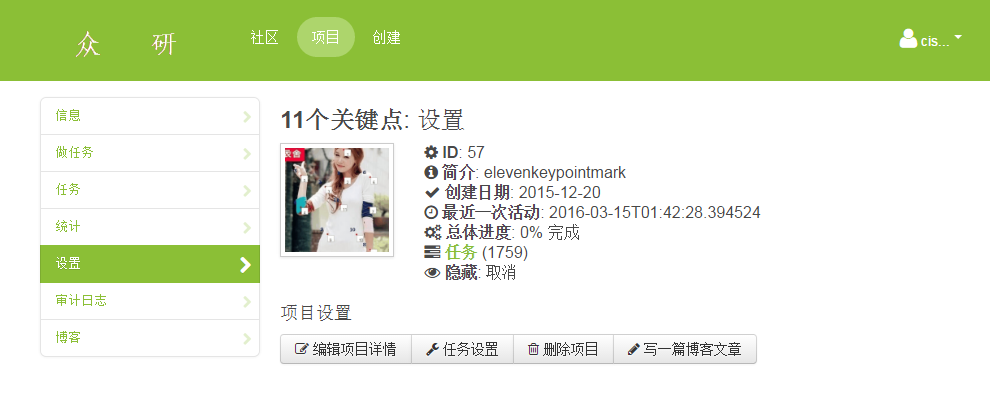 众 研
社区 项目 创建
cis...
信息
做任务
任务
统计
设置
审计日志
博客
11个关键点: 设置
ID: 57
简介: elevenkeypointmark
创建日期: 2015-12-20
最近一次活动: 2016-03-15T01:42:28.394524
总体进度: 0% 完成
任务 (1759)
隐藏: 取消
项目设置
编辑项目详情 任务设置 删除项目 写一篇博客文章